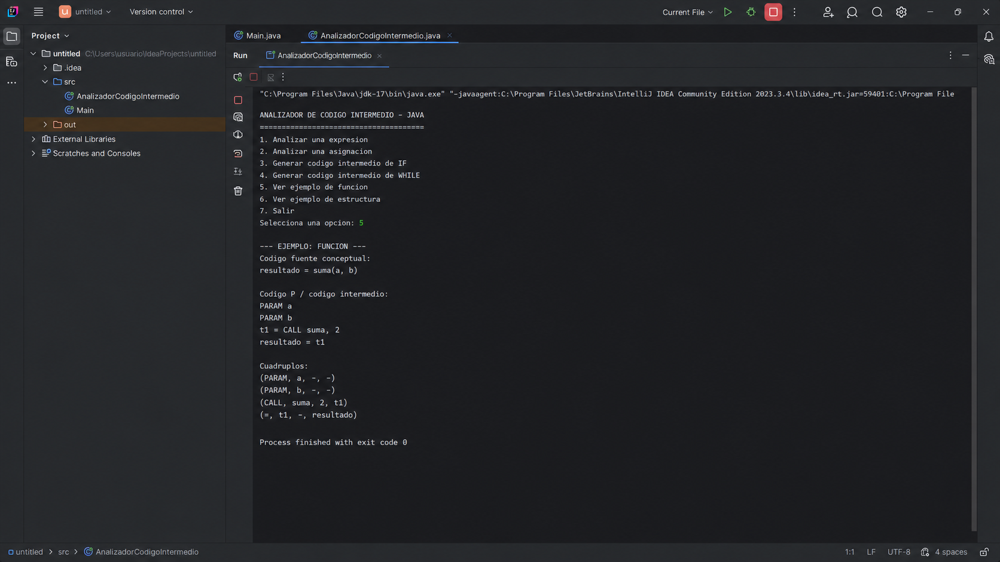 U untitled Version control Current File
Project
Main.java AnalizadorCodigoIntermedio.java
untitled C:\Users\usuario\IdeaProjects\untitled
.idea
src
AnalizadorCodigoIntermedio
Main
out
External Libraries
Scratches and Consoles
Run AnalizadorCodigoIntermedio
"C:\Program Files\Java\jdk-17\bin\java.exe" "-javaagent:C:\Program Files\JetBrains\IntelliJ IDEA Community Edition 2023.3.4\lib\idea_rt.jar=59401:C:\Program File
ANALIZADOR DE CODIGO INTERMEDIO - JAVA
======================================
1. Analizar una expresion
2. Analizar una asignacion
3. Generar codigo intermedio de IF
4. Generar codigo intermedio de WHILE
5. Ver ejemplo de funcion
6. Ver ejemplo de estructura
7. Salir
Selecciona una opcion: 5
--- EJEMPLO: FUNCION ---
Codigo fuente conceptual:
resultado = suma(a, b)
Codigo P / codigo intermedio:
PARAM a
PARAM b
t1 = CALL suma, 2
resultado = t1
Cuadruplos:
(PARAM, a, -, -)
(PARAM, b, -, -)
(CALL, suma, 2, t1)
(=, t1, -, resultado)
Process finished with exit code 0
untitled > src > AnalizadorCodigoIntermedio 1:1 LF UTF-8 4 spaces